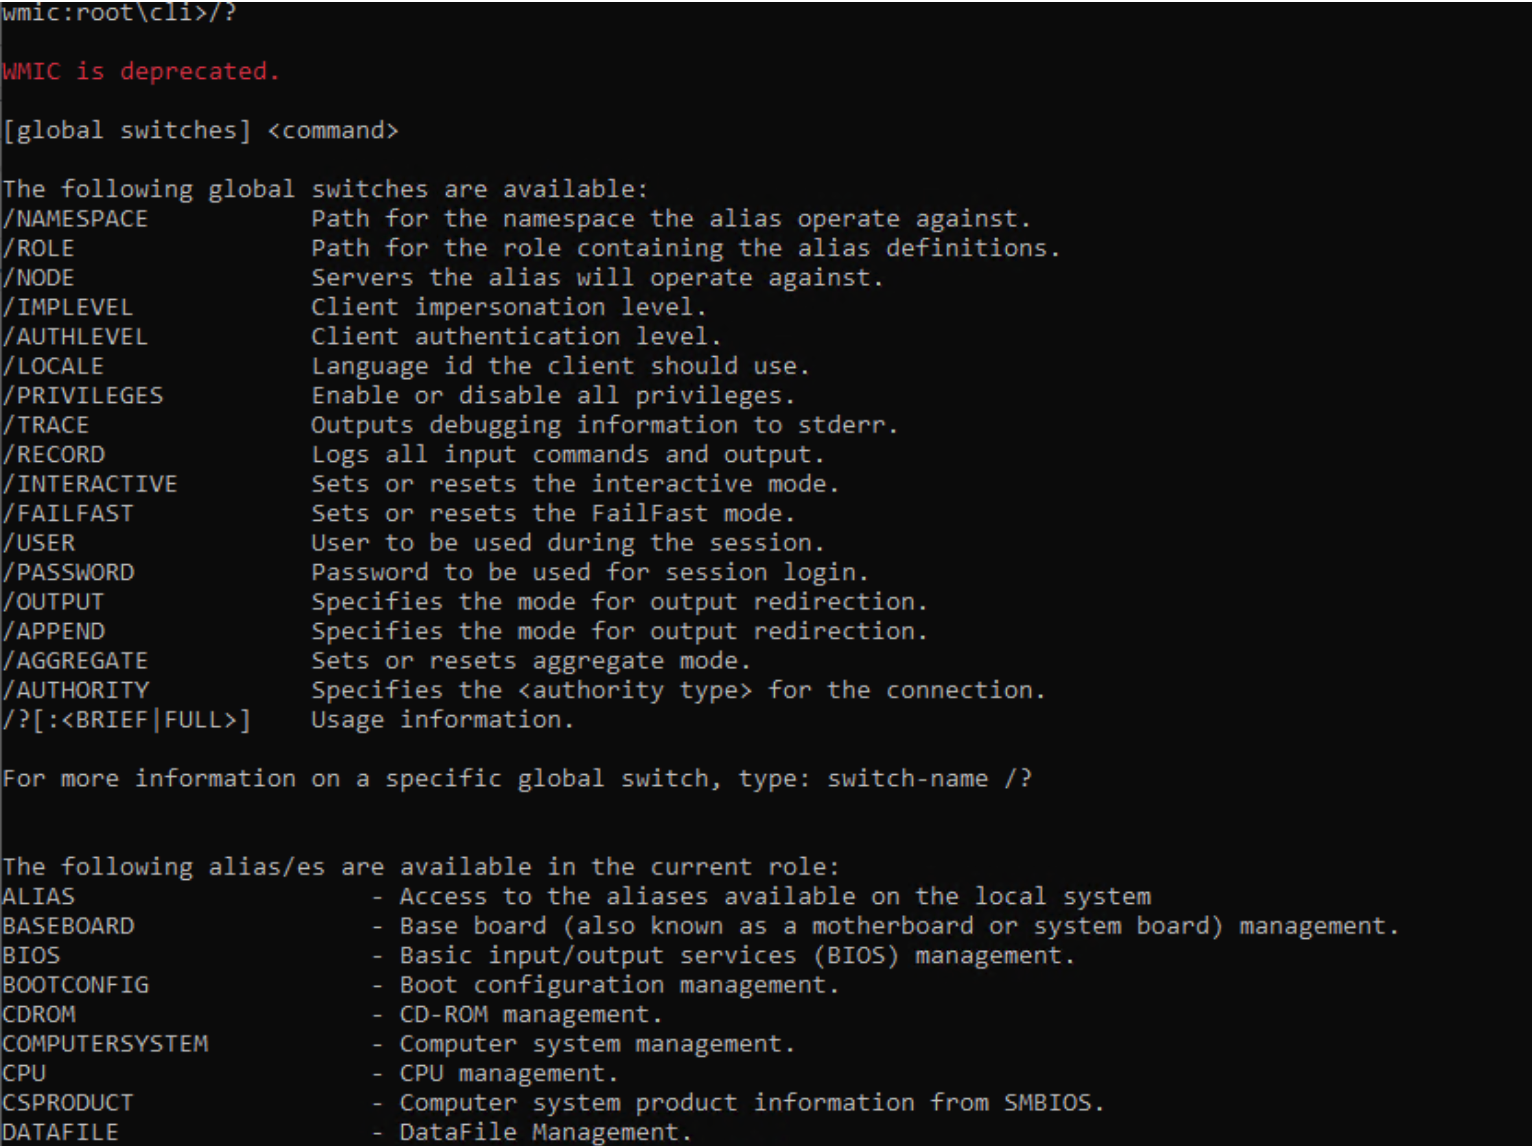 wmic:root\cli>/?
WMIC is deprecated.
[global switches] <command>
The following global switches are available:
/NAMESPACE           Path for the namespace the alias operate against.
/ROLE                Path for the role containing the alias definitions.
/NODE                Servers the alias will operate against.
/IMPLEVEL            Client impersonation level.
/AUTHLEVEL           Client authentication level.
/LOCALE              Language id the client should use.
/PRIVILEGES          Enable or disable all privileges.
/TRACE               Outputs debugging information to stderr.
/RECORD              Logs all input commands and output.
/INTERACTIVE         Sets or resets the interactive mode.
/FAILFAST            Sets or resets the FailFast mode.
/USER                User to be used during the session.
/PASSWORD            Password to be used for session login.
/OUTPUT              Specifies the mode for output redirection.
/APPEND              Specifies the mode for output redirection.
/AGGREGATE           Sets or resets aggregate mode.
/AUTHORITY           Specifies the <authority type> for the connection.
/?[:<BRIEF|FULL>]    Usage information.
For more information on a specific global switch, type: switch-name /?
The following alias/es are available in the current role:
ALIAS                    - Access to the aliases available on the local system
BASEBOARD                - Base board (also known as a motherboard or system board) management.
BIOS                     - Basic input/output services (BIOS) management.
BOOTCONFIG               - Boot configuration management.
CDROM                    - CD-ROM management.
COMPUTERSYSTEM           - Computer system management.
CPU                      - CPU management.
CSPRODUCT                - Computer system product information from SMBIOS.
DATAFILE                 - DataFile Management.